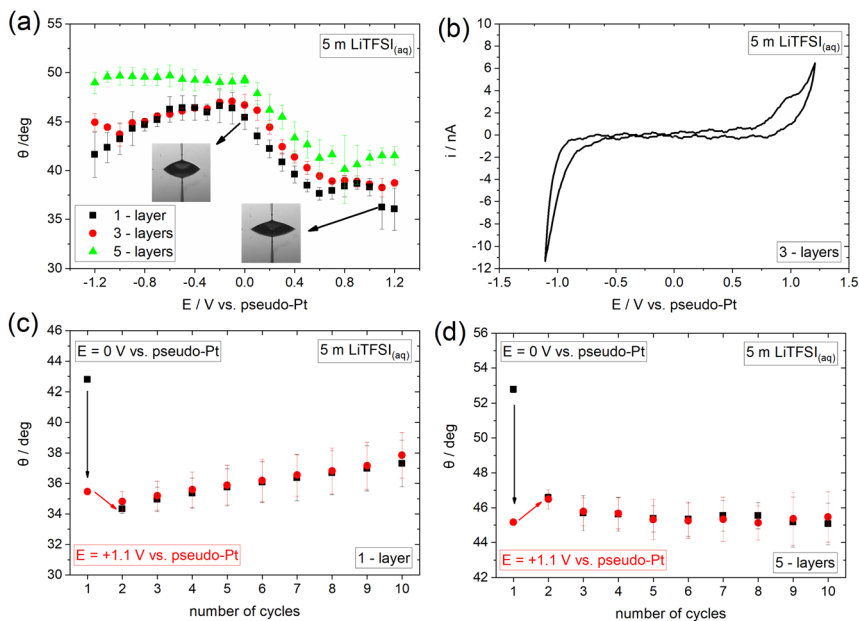 (a)
5 m LiTFSI(aq)
θ /deg
60
55
50
45
40
35
30
1 - layer
3 - layers
5 - layers
-1.2 -0.8 -0.4 0.0 0.4 0.8 1.2
E / V vs. pseudo-Pt
(b)
5 m LiTFSI(aq)
i / nA
10
8
6
4
2
0
-2
-4
-6
-8
-10
-12
3 - layers
-1.5 -1.0 -0.5 0.0 0.5 1.0 1.5
E / V vs. pseudo-Pt
(c)
E = 0 V vs. pseudo-Pt
5 m LiTFSI(aq)
θ / deg
46
44
42
40
38
36
34
32
30
E = +1.1 V vs. pseudo-Pt
1 - layer
1 2 3 4 5 6 7 8 9 10
number of cycles
(d)
E = 0 V vs. pseudo-Pt
5 m LiTFSI(aq)
θ / deg
56
54
52
50
48
46
44
42
E = +1.1 V vs. pseudo-Pt
5 - layers
1 2 3 4 5 6 7 8 9 10
number of cycles